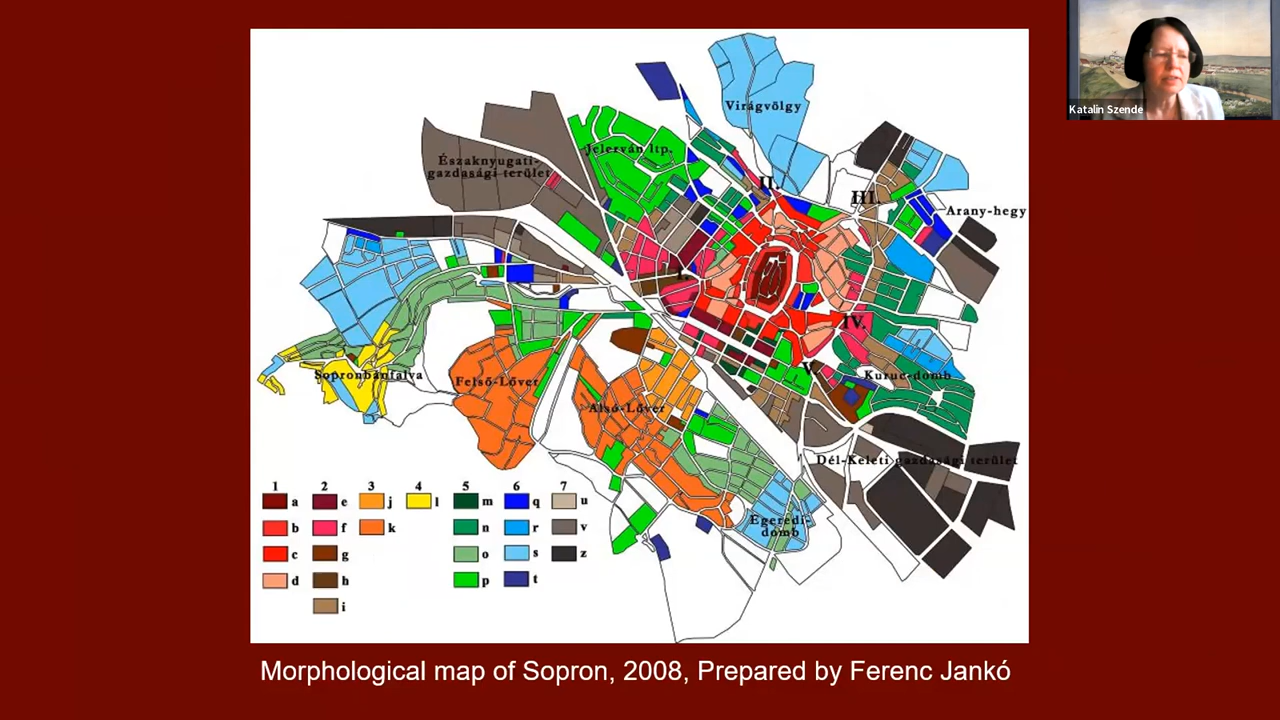 Katalin Szende
Virágvölgy
Jelerván ltp.
Északnyugati-
gazdasági terület
II.
III.
Arany-hegy
I.
IV.
V.
Kuruc-domb
Sopronbánfalva
Felső-Lőver
Alsó-Lőver
Dél-Keleti gazdasági terület
Egeredi-
domb
1 2 3 4 5 6 7
a e j l m q u
b f k n r v
c g o s z
d h p t
i
Morphological map of Sopron, 2008, Prepared by Ferenc Jankó